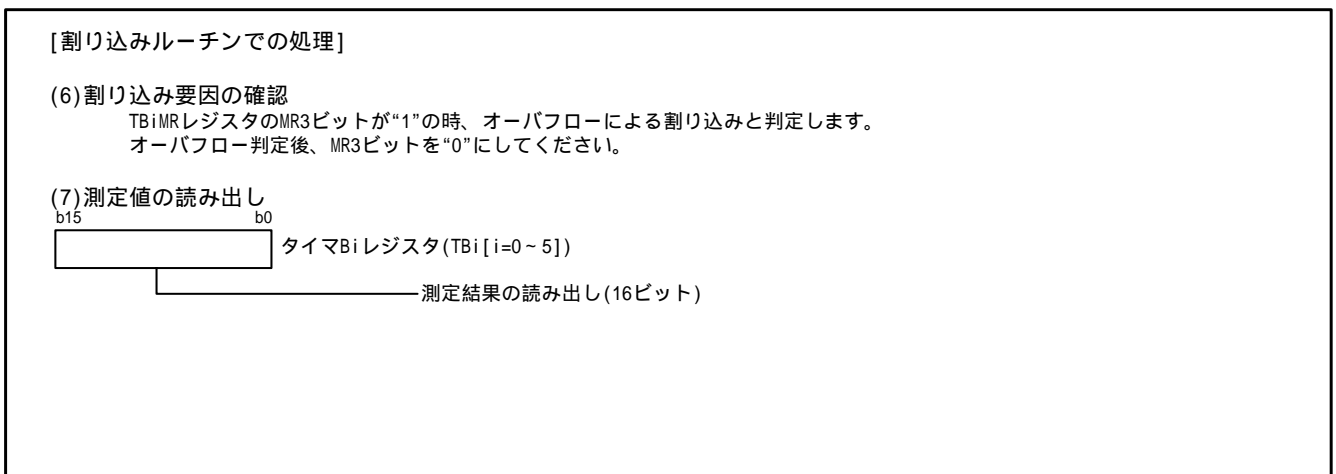 [割り込みルーチンでの処理]
(6)割り込み要因の確認
TBiMRレジスタのMR3ビットが“1”の時、オーバフローによる割り込みと判定します。
オーバフロー判定後、MR3ビットを“0”にしてください。
(7)測定値の読み出し
b15 b0
タイマBiレジスタ(TBi[i=0~5])
測定結果の読み出し(16ビット)